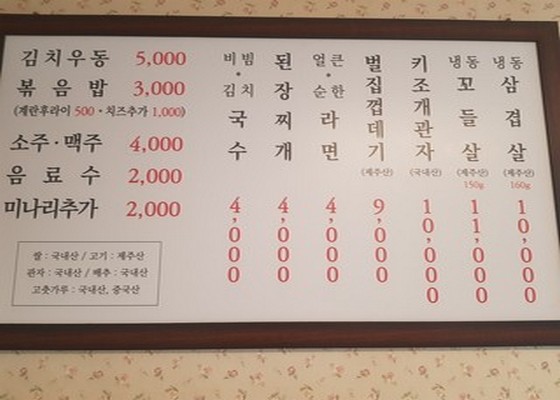 김치우동 5,000
볶음밥 3,000
(계란후라이 500 · 치즈추가 1,000)
소주·맥주 4,000
음료수 2,000
미나리추가 2,000
쌀 : 국내산 / 고기 : 제주산
관자 : 국내산 / 배추 : 국내산
고춧가루 : 국내산, 중국산
비빔·김치국수 4,000
된장찌개 4,000
얼큰·순한라면 4,000
벌집껍데기 (제주산) 9,000
키조개관자 (국내산) 10,000
냉동꼬들살 (제주산) 150g 11,000
냉동삼겹살 (제주산) 160g 10,000